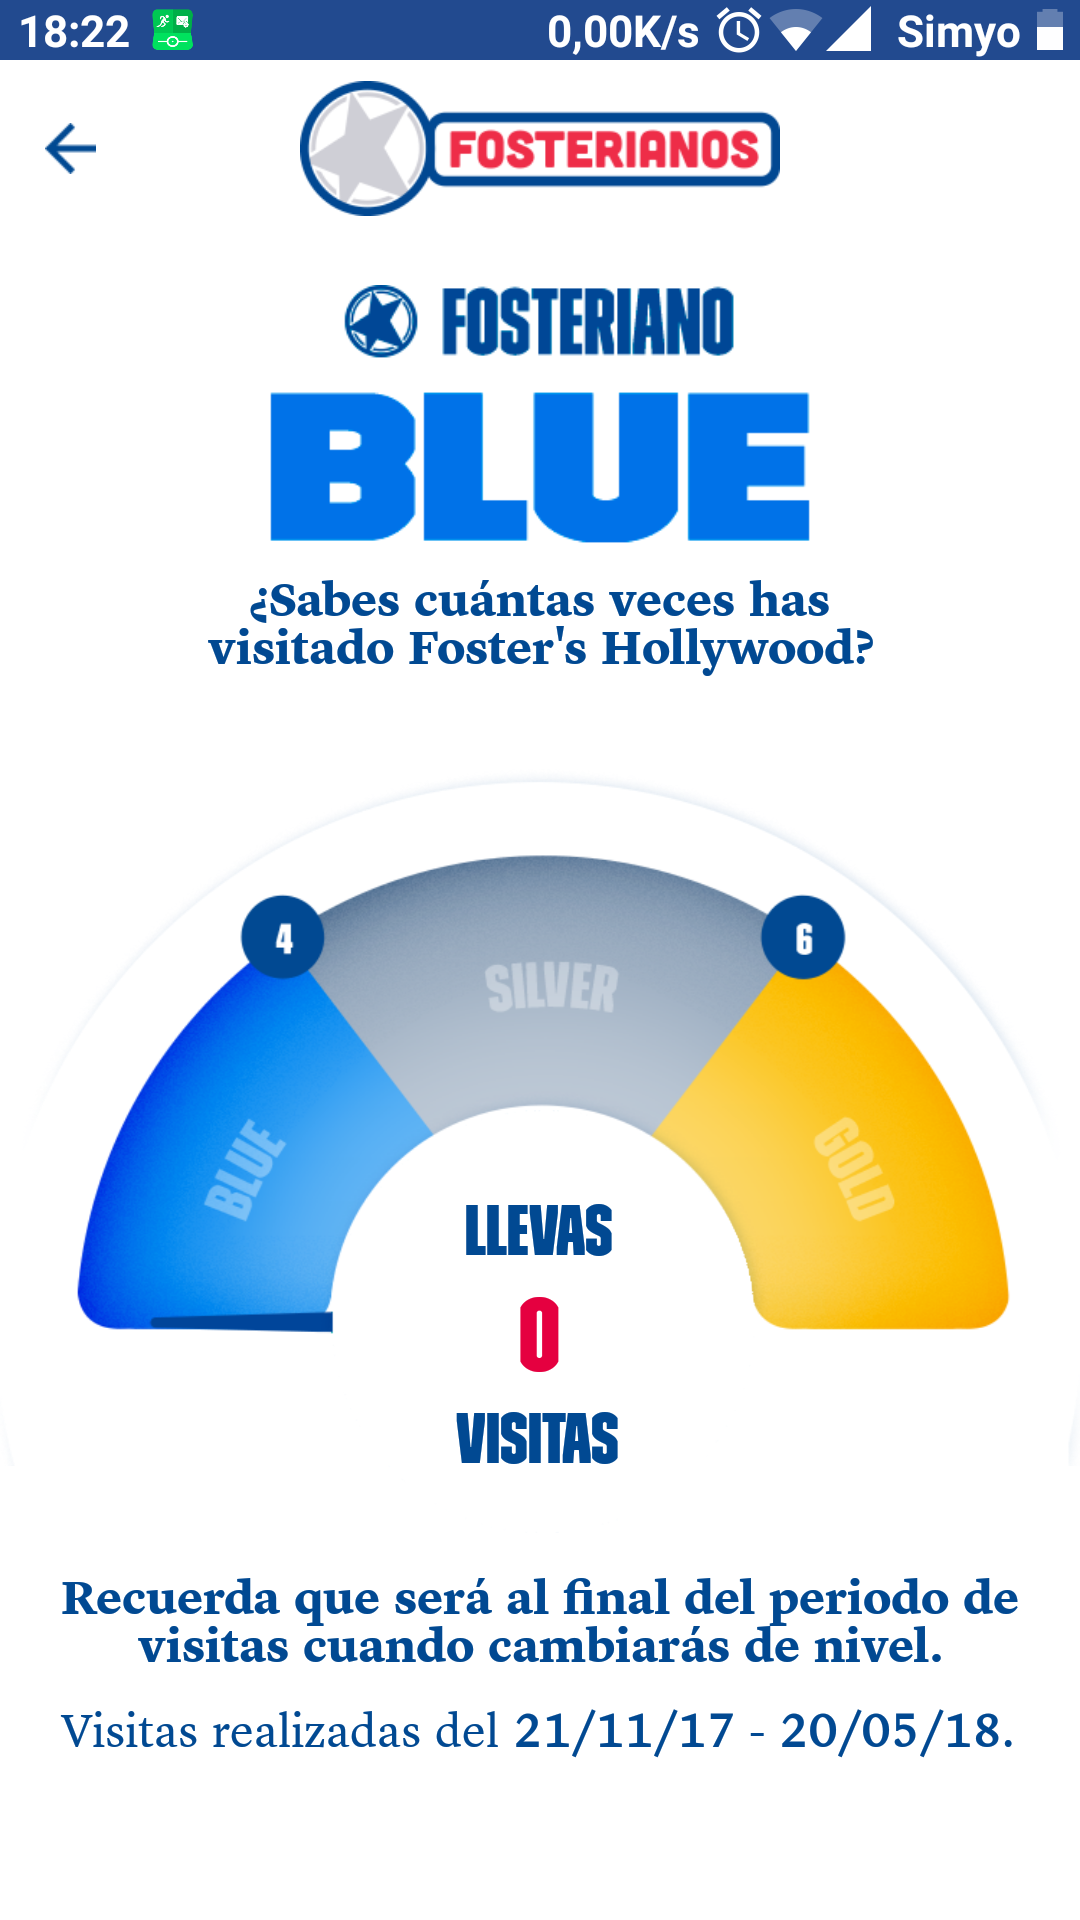 18:22 0,00K/s Simyo
FOSTERIANOS
FOSTERIANO
BLUE
¿Sabes cuántas veces has
visitado Foster's Hollywood?
4
6
SILVER
BLUE
GOLD
LLEVAS
0
VISITAS
Recuerda que será al final del periodo de
visitas cuando cambiarás de nivel.
Visitas realizadas del 21/11/17 - 20/05/18.